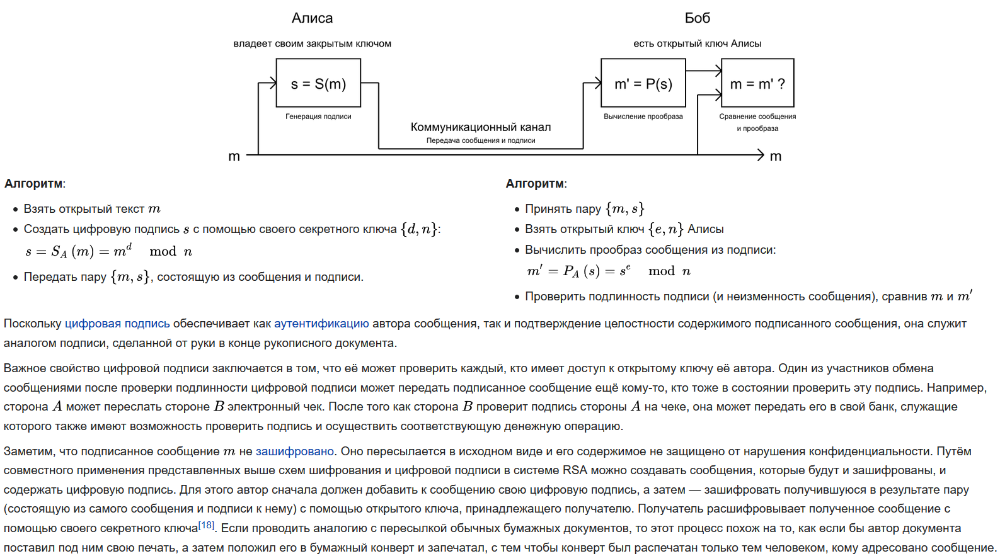 Алиса
Боб
владеет своим закрытым ключом
есть открытый ключ Алисы
s = S(m)
m' = P(s)
m = m' ?
Генерация подписи
Вычисление прообраза
Сравнение сообщения
и прообраза
Коммуникационный канал
Передача сообщения и подписи
m
m
Алгоритм:
• Взять открытый текст m
• Создать цифровую подпись s с помощью своего секретного ключа {d, n}:
s = S_A (m) = m^d mod n
• Передать пару {m, s}, состоящую из сообщения и подписи.
Алгоритм:
• Принять пару {m, s}
• Взять открытый ключ {e, n} Алисы
• Вычислить прообраз сообщения из подписи:
m′ = P_A (s) = s^e mod n
• Проверить подлинность подписи (и неизменность сообщения), сравнив m и m′
Поскольку цифровая подпись обеспечивает как аутентификацию автора сообщения, так и подтверждение целостности содержимого подписанного сообщения, она служит
аналогом подписи, сделанной от руки в конце рукописного документа.
Важное свойство цифровой подписи заключается в том, что её может проверить каждый, кто имеет доступ к открытому ключу её автора. Один из участников обмена
сообщениями после проверки подлинности цифровой подписи может передать подписанное сообщение ещё кому-то, кто тоже в состоянии проверить эту подпись. Например,
сторона A может переслать стороне B электронный чек. После того как сторона B проверит подпись стороны A на чеке, она может передать его в свой банк, служащие
которого также имеют возможность проверить подпись и осуществить соответствующую денежную операцию.
Заметим, что подписанное сообщение m не зашифровано. Оно пересылается в исходном виде и его содержимое не защищено от нарушения конфиденциальности. Путём
совместного применения представленных выше схем шифрования и цифровой подписи в системе RSA можно создавать сообщения, которые будут и зашифрованы, и
содержать цифровую подпись. Для этого автор сначала должен добавить к сообщению свою цифровую подпись, а затем — зашифровать получившуюся в результате пару
(состоящую из самого сообщения и подписи к нему) с помощью открытого ключа, принадлежащего получателю. Получатель расшифровывает полученное сообщение с
помощью своего секретного ключа[18]. Если проводить аналогию с пересылкой обычных бумажных документов, то этот процесс похож на то, как если бы автор документа
поставил под ним свою печать, а затем положил его в бумажный конверт и запечатал, с тем чтобы конверт был распечатан только тем человеком, кому адресовано сообщение.